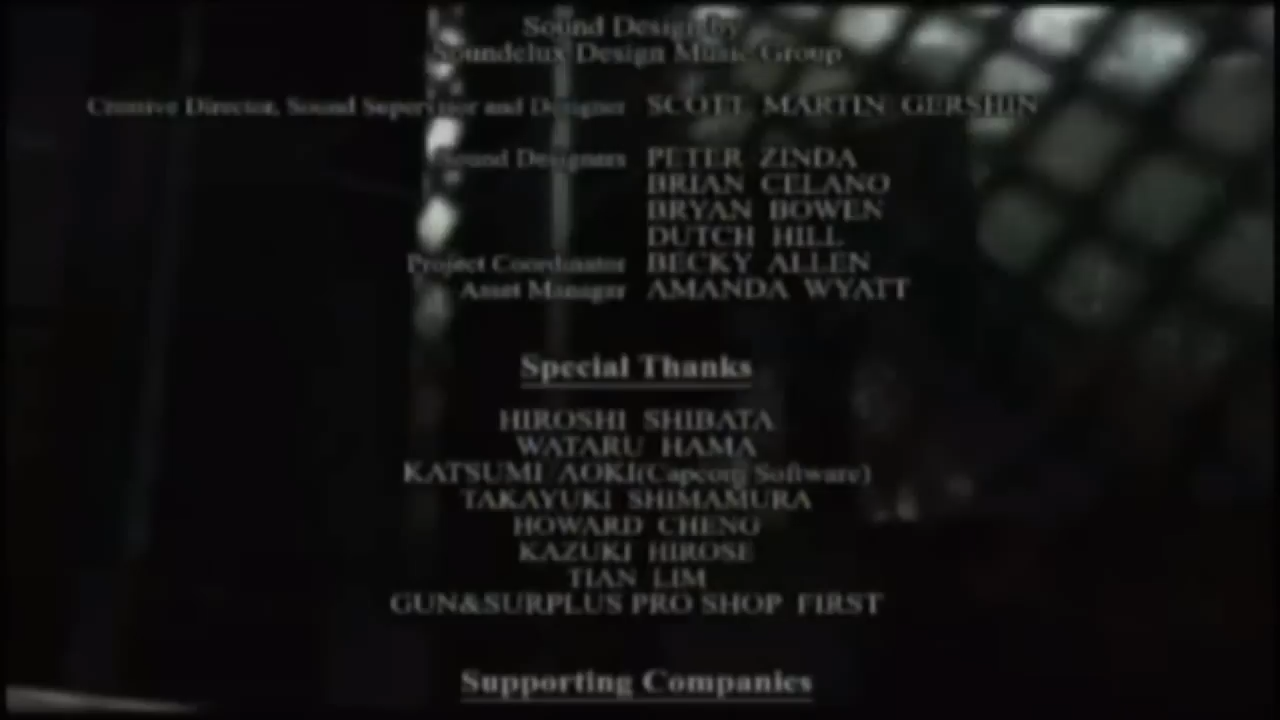 Sound Design by
Soundelux Design Music Group
Creative Director, Sound Supervisor and Designer SCOTT MARTIN GERSHIN
Sound Designers PETER ZINDA
BRIAN CELANO
BRYAN BOWEN
DUTCH HILL
Project Coordinator BECKY ALLEN
Asset Manager AMANDA WYATT
Special Thanks
HIROSHI SHIBATA
WATARU HAMA
KATSUMI AOKI(Capcom Software)
TAKAYUKI SHIMAMURA
HOWARD CHENG
KAZUKI HIROSE
TIAN LIM
GUN&SURPLUS PRO SHOP FIRST
Supporting Companies